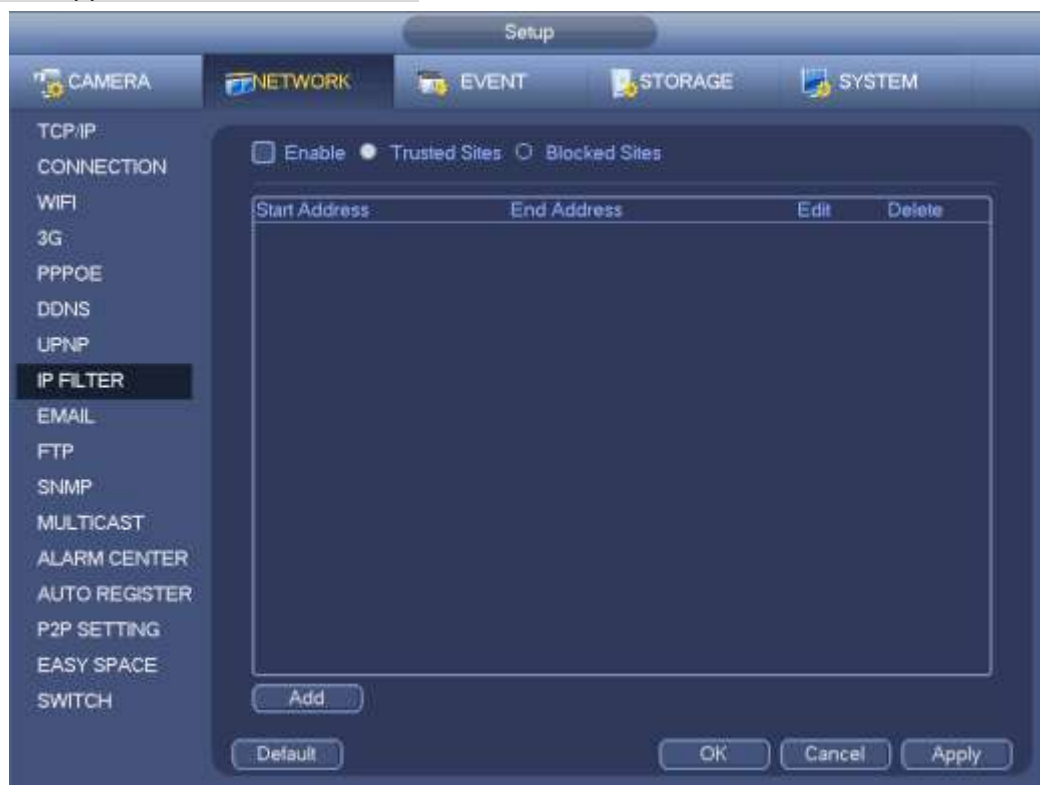 Setup
CAMERA NETWORK EVENT STORAGE SYSTEM
TCP/IP
CONNECTION
WIFI
3G
PPPOE
DDNS
UPNP
IP FILTER
EMAIL
FTP
SNMP
MULTICAST
ALARM CENTER
AUTO REGISTER
P2P SETTING
EASY SPACE
SWITCH
Enable Trusted Sites Blocked Sites
Start Address End Address Edit Delete
Add
Default OK Cancel Apply